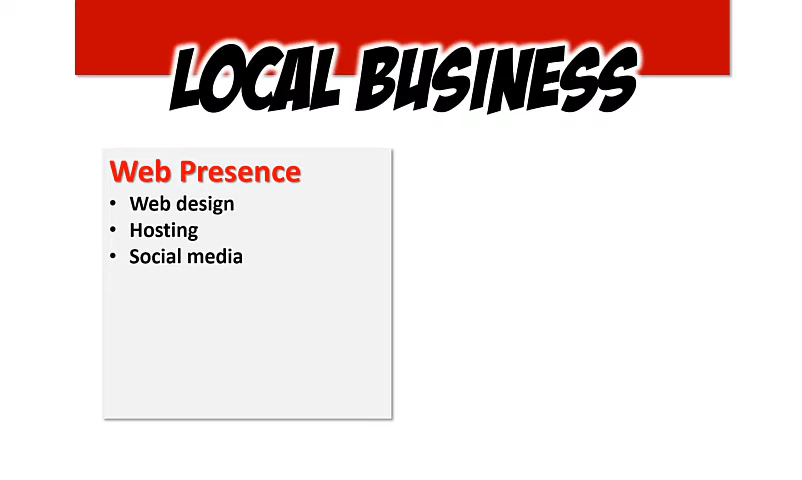 LOCAL BUSINESS
Web Presence
• Web design
• Hosting
• Social media